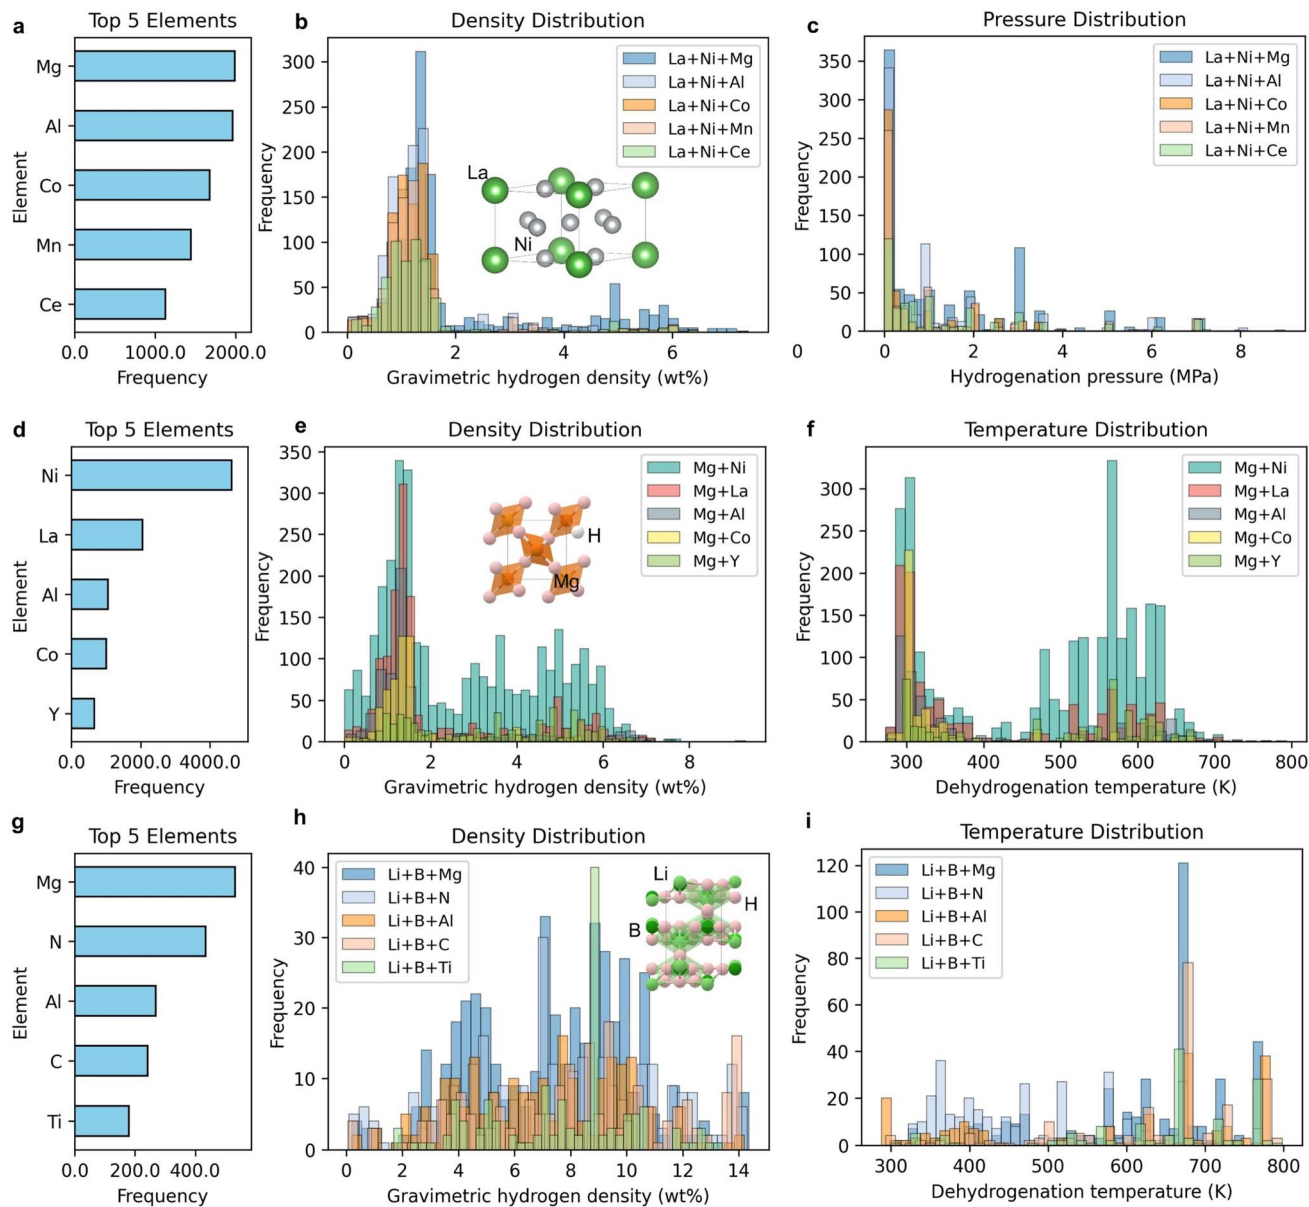 a
Top 5 Elements
Mg
Al
Co
Mn
Ce
Element
0.0 1000.0 2000.0
Frequency
b
Density Distribution
La+Ni+Mg
La+Ni+Al
La+Ni+Co
La+Ni+Mn
La+Ni+Ce
La
Ni
300
250
200
150
100
50
0
Frequency
0 2 4 6
Gravimetric hydrogen density (wt%)
c
Pressure Distribution
La+Ni+Mg
La+Ni+Al
La+Ni+Co
La+Ni+Mn
La+Ni+Ce
350
300
250
200
150
100
50
0
Frequency
0 0 2 4 6 8
Hydrogenation pressure (MPa)
d
Top 5 Elements
Ni
La
Al
Co
Y
Element
0.0 2000.0 4000.0
Frequency
e
Density Distribution
Mg+Ni
Mg+La
Mg+Al
Mg+Co
Mg+Y
H
Mg
350
300
250
200
150
100
50
0
Frequency
0 2 4 6 8
Gravimetric hydrogen density (wt%)
f
Temperature Distribution
Mg+Ni
Mg+La
Mg+Al
Mg+Co
Mg+Y
300
250
200
150
100
50
0
Frequency
300 400 500 600 700 800
Dehydrogenation temperature (K)
g
Top 5 Elements
Mg
N
Al
C
Ti
Element
0.0 200.0 400.0
Frequency
h
Density Distribution
Li+B+Mg
Li+B+N
Li+B+Al
Li+B+C
Li+B+Ti
Li
H
B
40
30
20
10
0
Frequency
0 2 4 6 8 10 12 14
Gravimetric hydrogen density (wt%)
i
Temperature Distribution
Li+B+Mg
Li+B+N
Li+B+Al
Li+B+C
Li+B+Ti
120
100
80
60
40
20
0
Frequency
300 400 500 600 700 800
Dehydrogenation temperature (K)